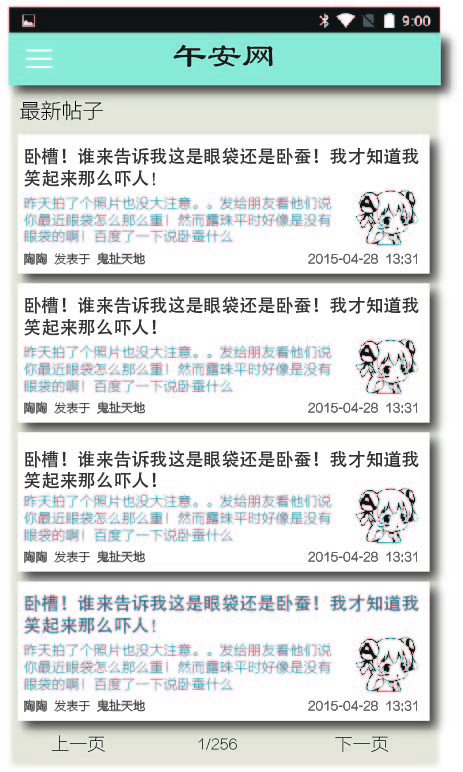 9:00
午安网
最新帖子
卧槽！谁来告诉我这是眼袋还是卧蚕！我才知道我
笑起来那么吓人！
昨天拍了个照片也没大注意。。发给朋友看他们说
你最近眼袋怎么那么重！然而露珠平时好像是没有
眼袋的啊！百度了一下说卧蚕什么
陶陶 发表于 鬼扯天地 2015-04-28 13:31
卧槽！谁来告诉我这是眼袋还是卧蚕！我才知道我
笑起来那么吓人！
昨天拍了个照片也没大注意。。发给朋友看他们说
你最近眼袋怎么那么重！然而露珠平时好像是没有
眼袋的啊！百度了一下说卧蚕什么
陶陶 发表于 鬼扯天地 2015-04-28 13:31
卧槽！谁来告诉我这是眼袋还是卧蚕！我才知道我
笑起来那么吓人！
昨天拍了个照片也没大注意。。发给朋友看他们说
你最近眼袋怎么那么重！然而露珠平时好像是没有
眼袋的啊！百度了一下说卧蚕什么
陶陶 发表于 鬼扯天地 2015-04-28 13:31
卧槽！谁来告诉我这是眼袋还是卧蚕！我才知道我
笑起来那么吓人！
昨天拍了个照片也没大注意。。发给朋友看他们说
你最近眼袋怎么那么重！然而露珠平时好像是没有
眼袋的啊！百度了一下说卧蚕什么
陶陶 发表于 鬼扯天地 2015-04-28 13:31
上一页 1/256 下一页